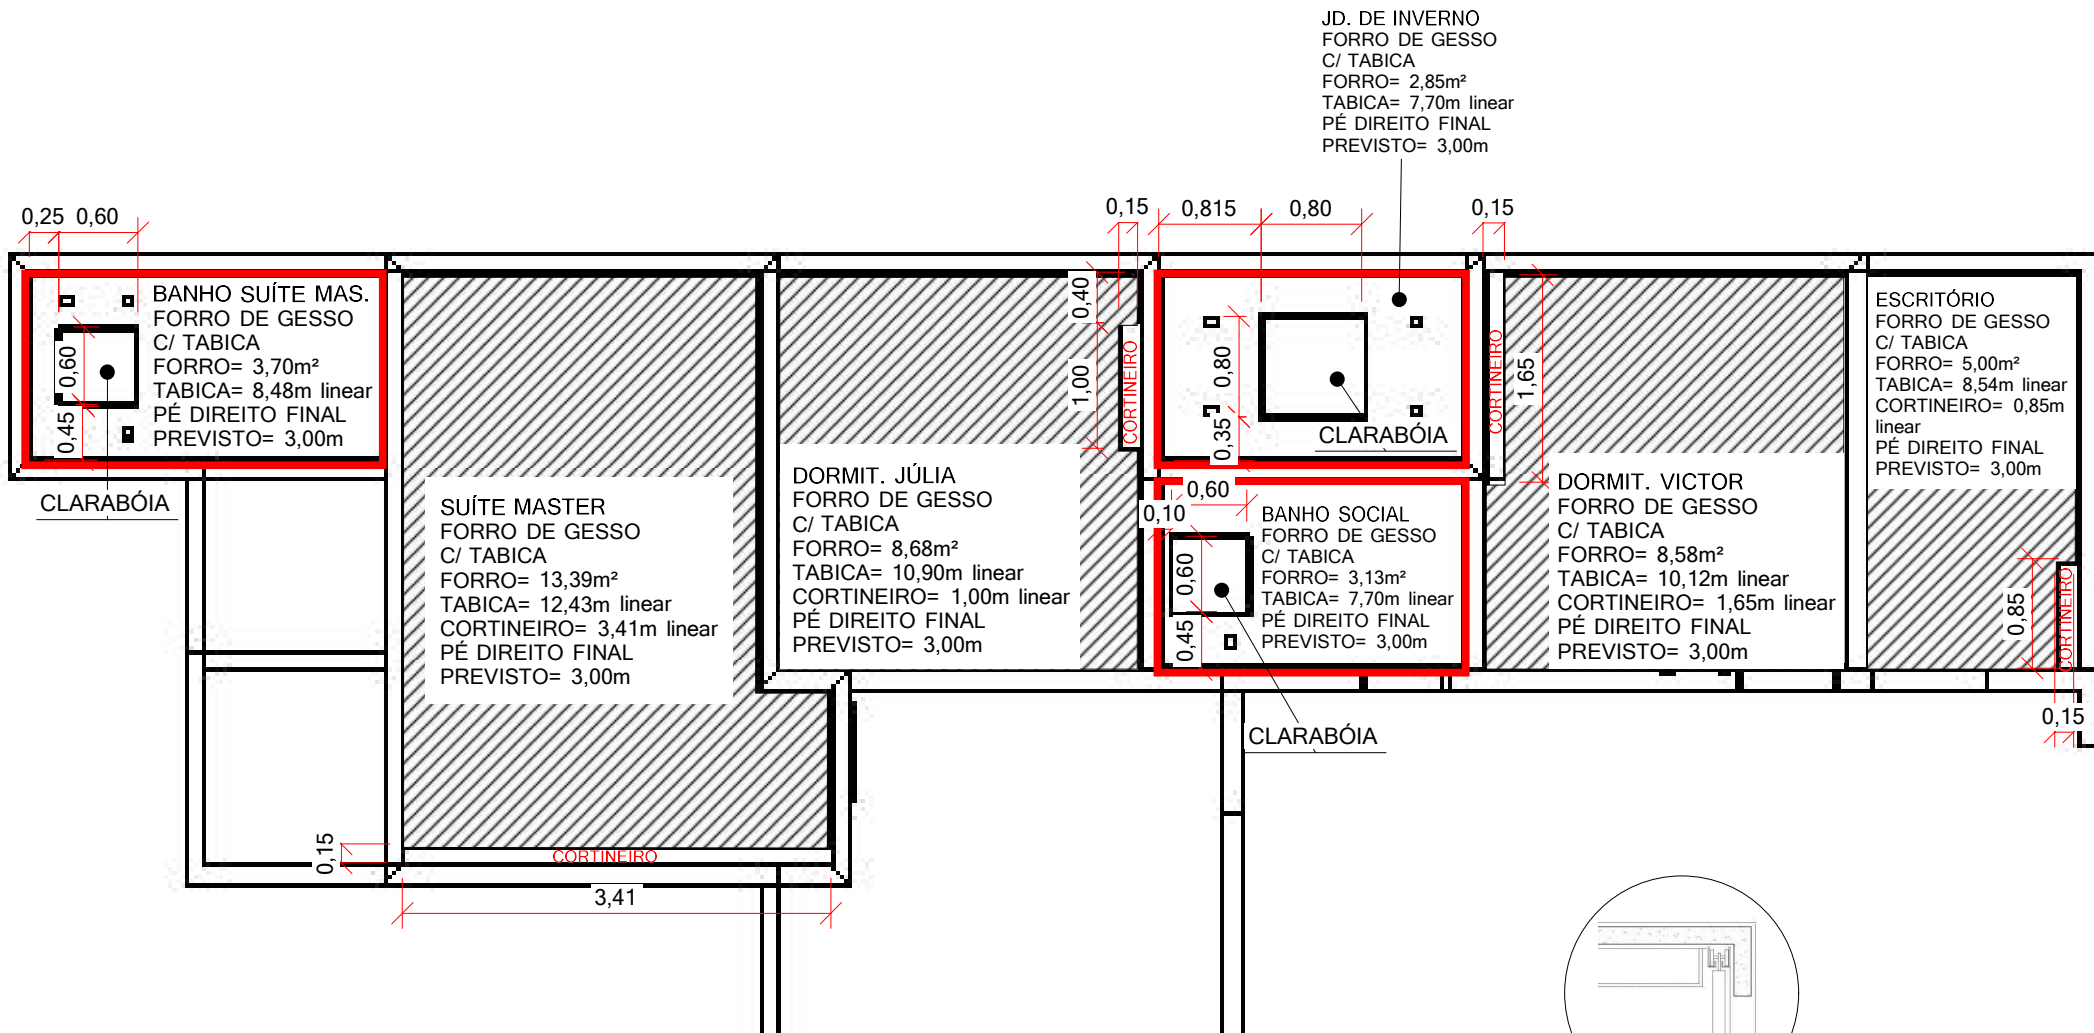 JD. DE INVERNO
FORRO DE GESSO
C/ TABICA
FORRO= 2,85m²
TABICA= 7,70m linear
PÉ DIREITO FINAL
PREVISTO= 3,00m
0,25 0,60
0,15
0,815
0,80
0,15
BANHO SUÍTE MAS.
FORRO DE GESSO
C/ TABICA
FORRO= 3,70m²
TABICA= 8,48m linear
PÉ DIREITO FINAL
PREVISTO= 3,00m
0,60
0,45
CLARABÓIA
SUÍTE MASTER
FORRO DE GESSO
C/ TABICA
FORRO= 13,39m²
TABICA= 12,43m linear
CORTINEIRO= 3,41m linear
PÉ DIREITO FINAL
PREVISTO= 3,00m
0,15
CORTINEIRO
3,41
DORMIT. JÚLIA
FORRO DE GESSO
C/ TABICA
FORRO= 8,68m²
TABICA= 10,90m linear
CORTINEIRO= 1,00m linear
PÉ DIREITO FINAL
PREVISTO= 3,00m
0,40
1,00
CORTINEIRO
0,80
0,35
CLARABÓIA
0,60
0,10
BANHO SOCIAL
FORRO DE GESSO
C/ TABICA
FORRO= 3,13m²
TABICA= 7,70m linear
PÉ DIREITO FINAL
PREVISTO= 3,00m
0,60
0,45
CLARABÓIA
CORTINEIRO
1,65
DORMIT. VICTOR
FORRO DE GESSO
C/ TABICA
FORRO= 8,58m²
TABICA= 10,12m linear
CORTINEIRO= 1,65m linear
PÉ DIREITO FINAL
PREVISTO= 3,00m
ESCRITÓRIO
FORRO DE GESSO
C/ TABICA
FORRO= 5,00m²
TABICA= 8,54m linear
CORTINEIRO= 0,85m
linear
PÉ DIREITO FINAL
PREVISTO= 3,00m
0,85
CORTINEIRO
0,15